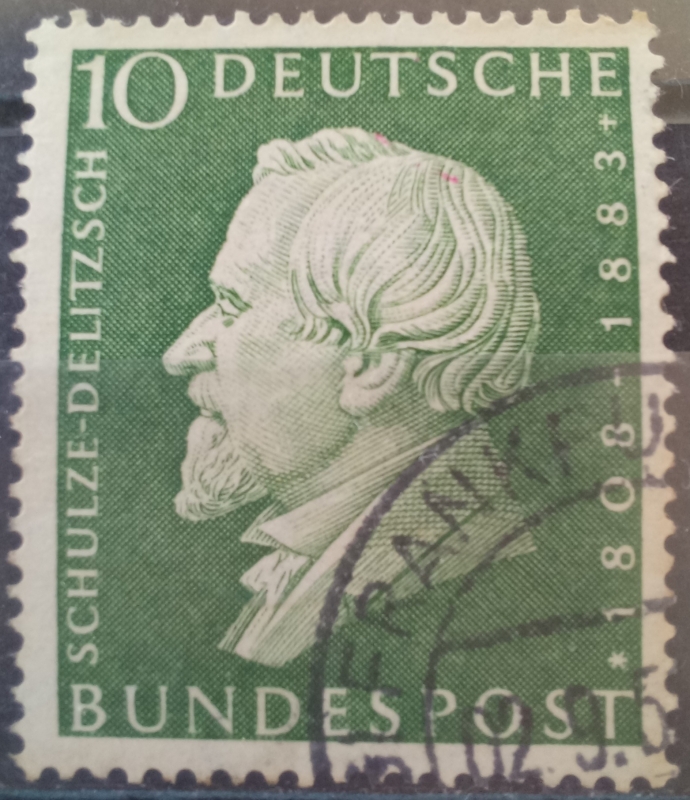 10 DEUTSCHE
SCHULZE-DELITZSCH
* 1808-1883 +
BUNDESPOST